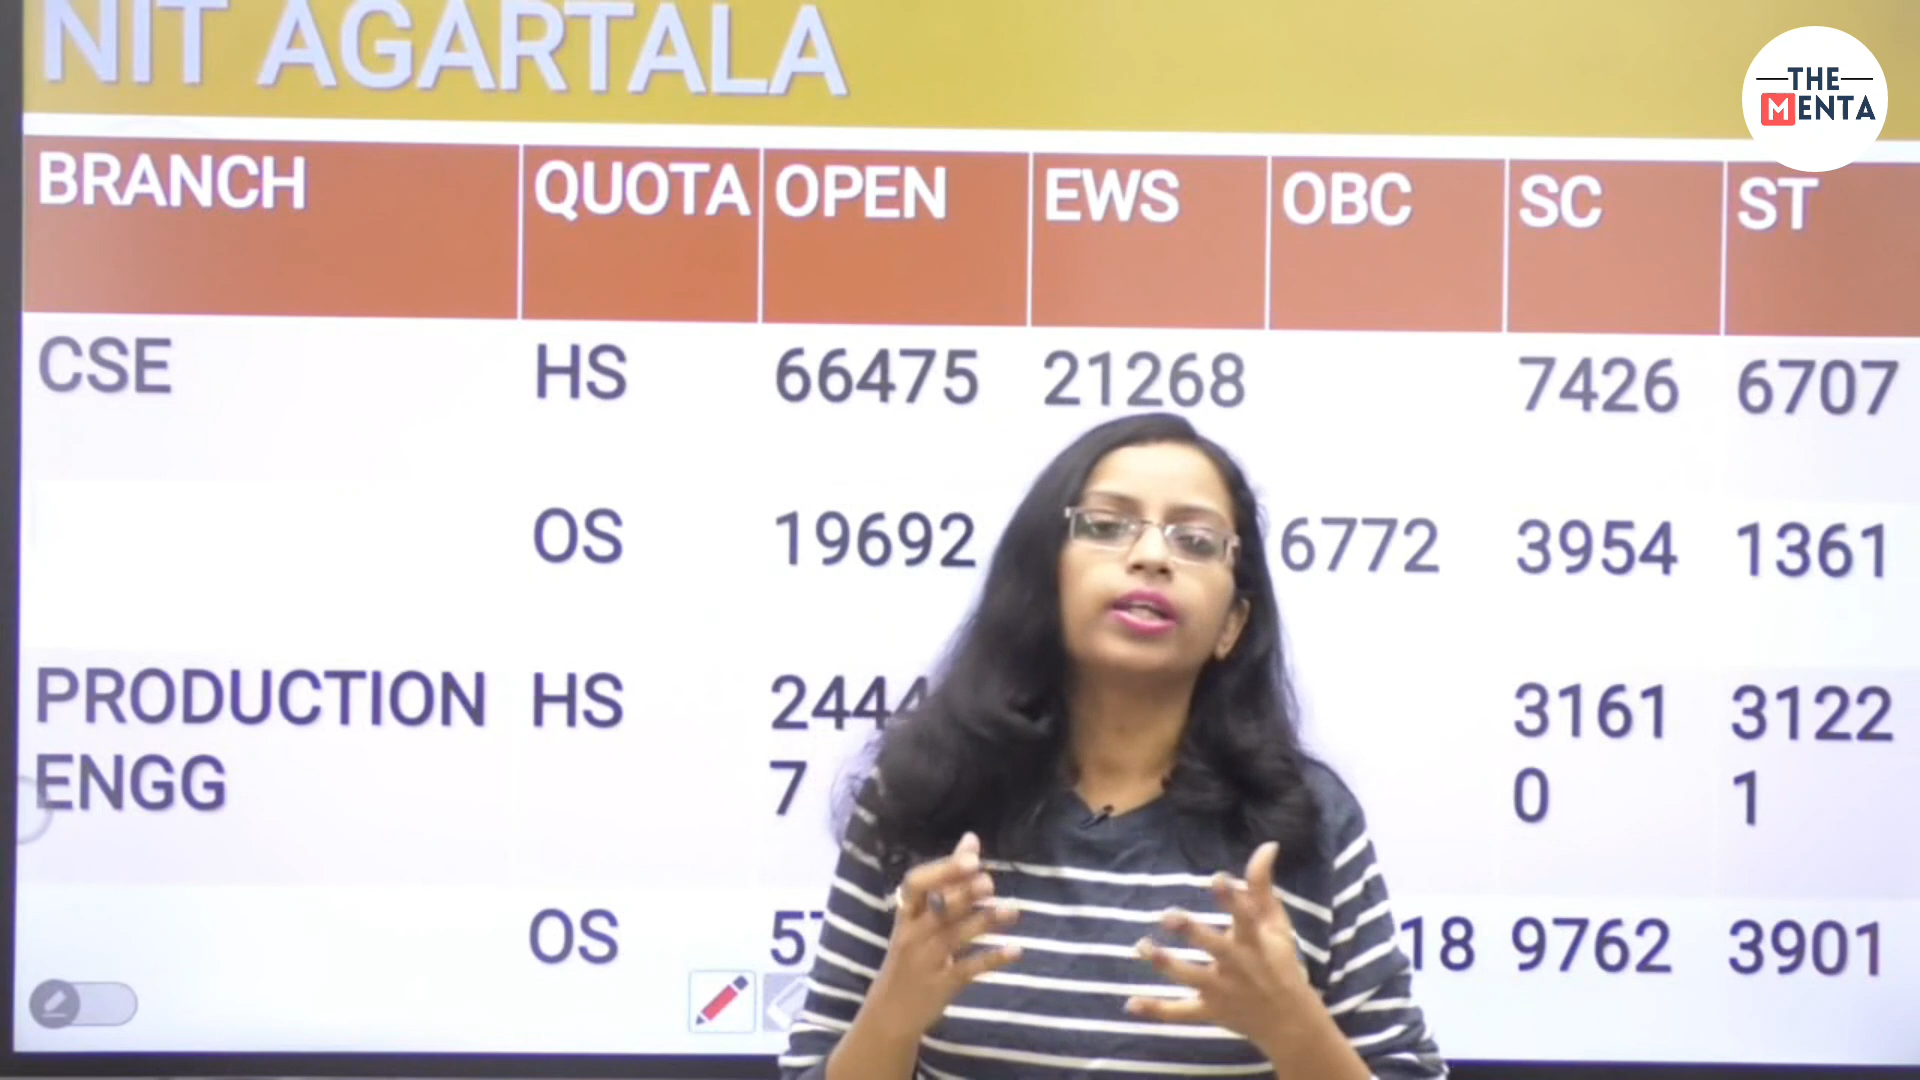 NIT AGARTALA
THE
MENTA
BRANCH QUOTA OPEN EWS OBC SC ST
CSE HS 66475 21268 7426 6707
OS 19692 6772 3954 1361
PRODUCTION HS 2444 3161 3122
ENGG 7 0 1
OS 9762 3901